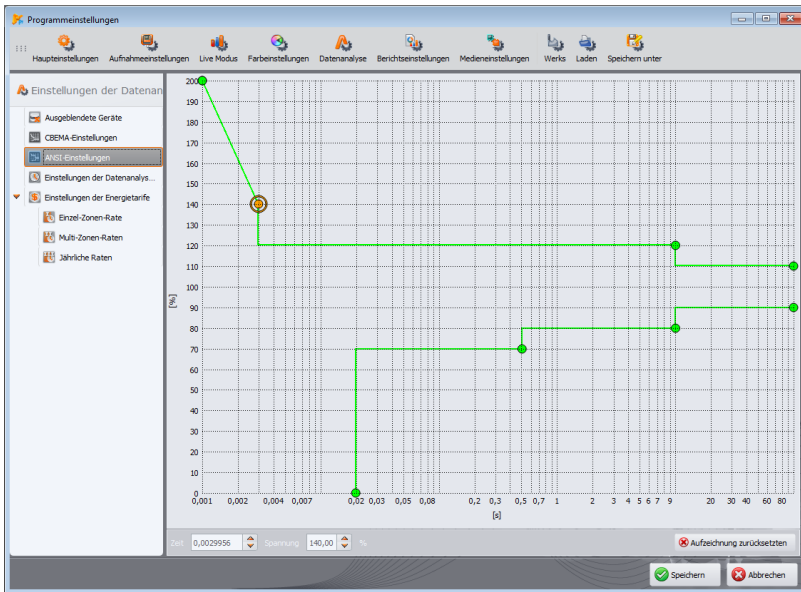 Programmeinstellungen
Haupteinstellungen Aufnahmeeinstellungen Live Modus Farbeinstellungen Datenanalyse Berichtseinstellungen Medieneinstellungen Werks Laden Speichern unter
Einstellungen der Datenan
Ausgeblendete Geräte
CBEMA-Einstellungen
ANSI-Einstellungen
Einstellungen der Datenanalys...
Einstellungen der Energietarife
Einzel-Zonen-Rate
Multi-Zonen-Raten
Jährliche Raten
200
190
180
170
160
150
140
130
120
110
100
90
80
70
60
50
40
30
20
10
0
[%]
0,001 0,002 0,004 0,007 0,02 0,03 0,05 0,08 0,2 0,3 0,5 0,7 1 2 3 4 5 6 7 9 20 30 40 60 80
[s]
Zeit 0,0029956 Spannung 140,00 % Aufzeichnung zurücksetzten
Speichern Abbrechen